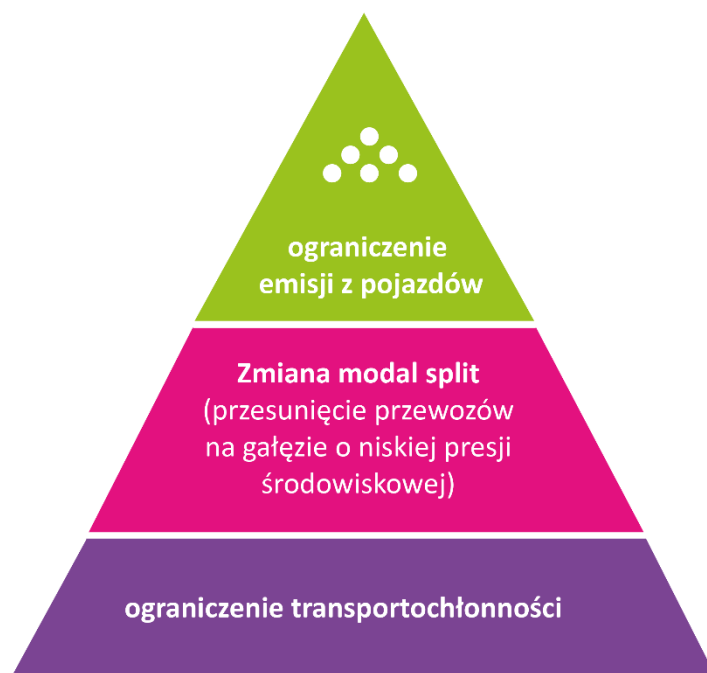 ograniczenie
emisji z pojazdów
Zmiana modal split
(przesunięcie przewozów
na gałęzie o niskiej presji
środowiskowej)
ograniczenie transportochłonności